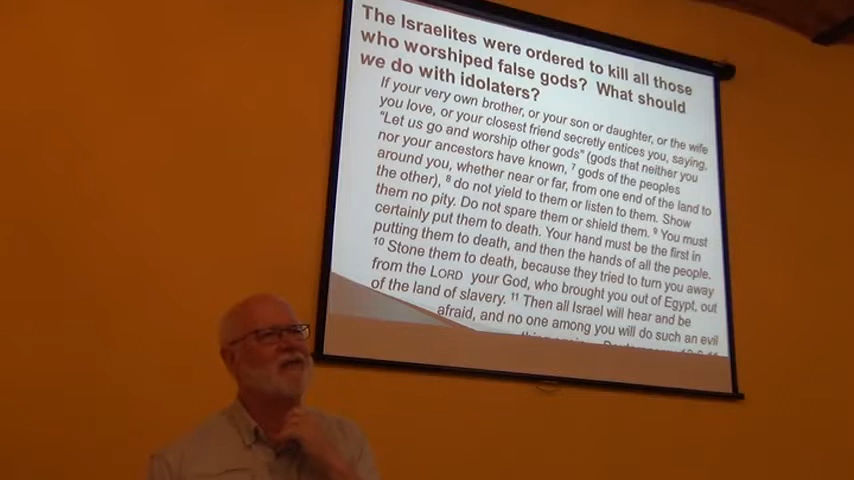 The Israelites were ordered to kill all those
who worshiped false gods? What should
we do with idolaters?
If your very own brother, or your son or daughter, or the wife
you love, or your closest friend secretly entices you, saying,
"Let us go and worship other gods" (gods that neither you
nor your ancestors have known, 7 gods of the peoples
around you, whether near or far, from one end of the land to
the other), 8 do not yield to them or listen to them. Show
them no pity. Do not spare them or shield them. 9 You must
certainly put them to death. Your hand must be the first in
putting them to death, and then the hands of all the people.
10 Stone them to death, because they tried to turn you away
from the LORD your God, who brought you out of Egypt, out
of the land of slavery. 11 Then all Israel will hear and be
afraid, and no one among you will do such an evil